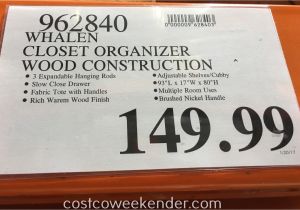 962840
0000009628403
WHALEN
CLOSET ORGANIZER
WOOD CONSTRUCTION
• 3 Expandable Hanging Rods
• Slow Close Drawer
• Fabric Tote with Handles
• Rich Warem Wood Finish
• Adjustable Shelves/Cubby
• 93"L x 17"W x 80"H
• Multiple Room Uses
• Brushed Nickel Handle
149.99
costcoweekender.com